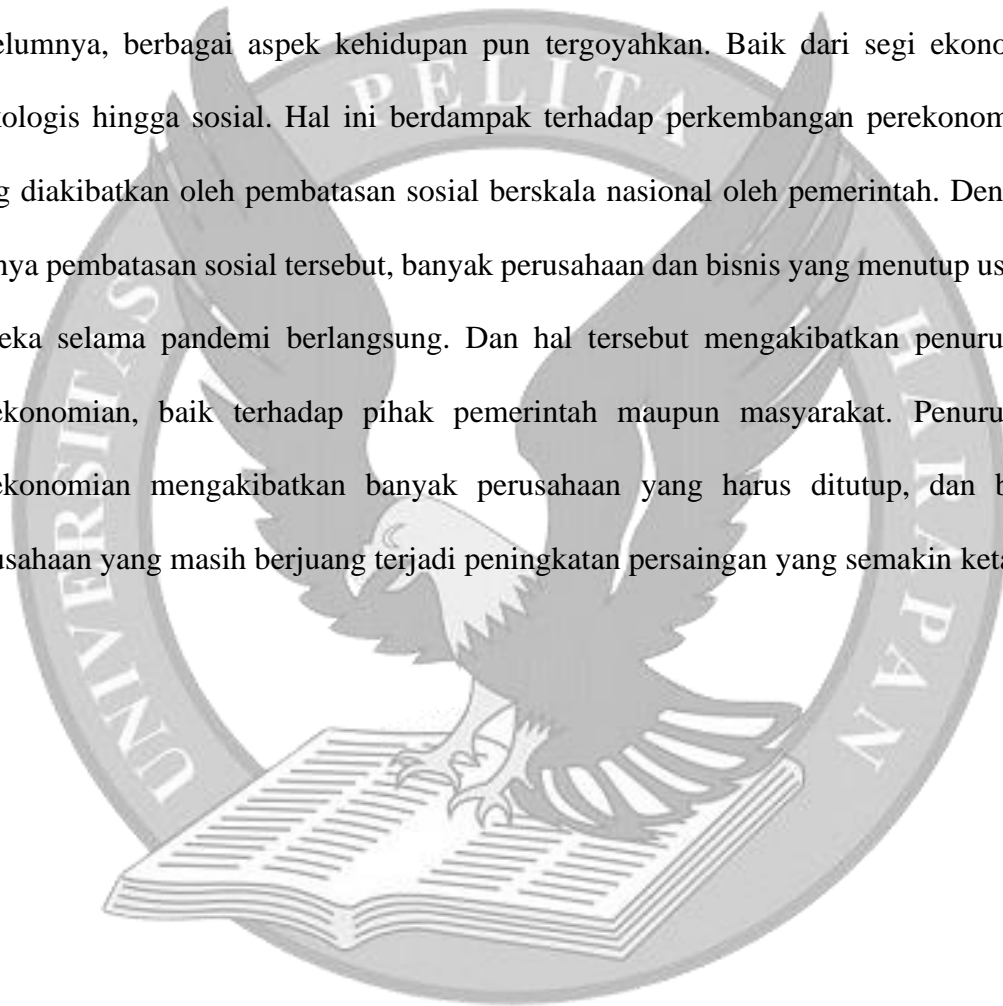 elumnya, berbagai aspek kehidupan pun tergoyahkan. Baik dari segi ekono
kologis hingga sosial. Hal ini berdampak terhadap perkembangan perekonom
g diakibatkan oleh pembatasan sosial berskala nasional oleh pemerintah. Den
nya pembatasan sosial tersebut, banyak perusahaan dan bisnis yang menutup us
eka selama pandemi berlangsung. Dan hal tersebut mengakibatkan penuru
ekonomian, baik terhadap pihak pemerintah maupun masyarakat. Penuru
ekonomian mengakibatkan banyak perusahaan yang harus ditutup, dan b
usahaan yang masih berjuang terjadi peningkatan persaingan yang semakin keta
UNIVERSITAS PELITA HARAPAN